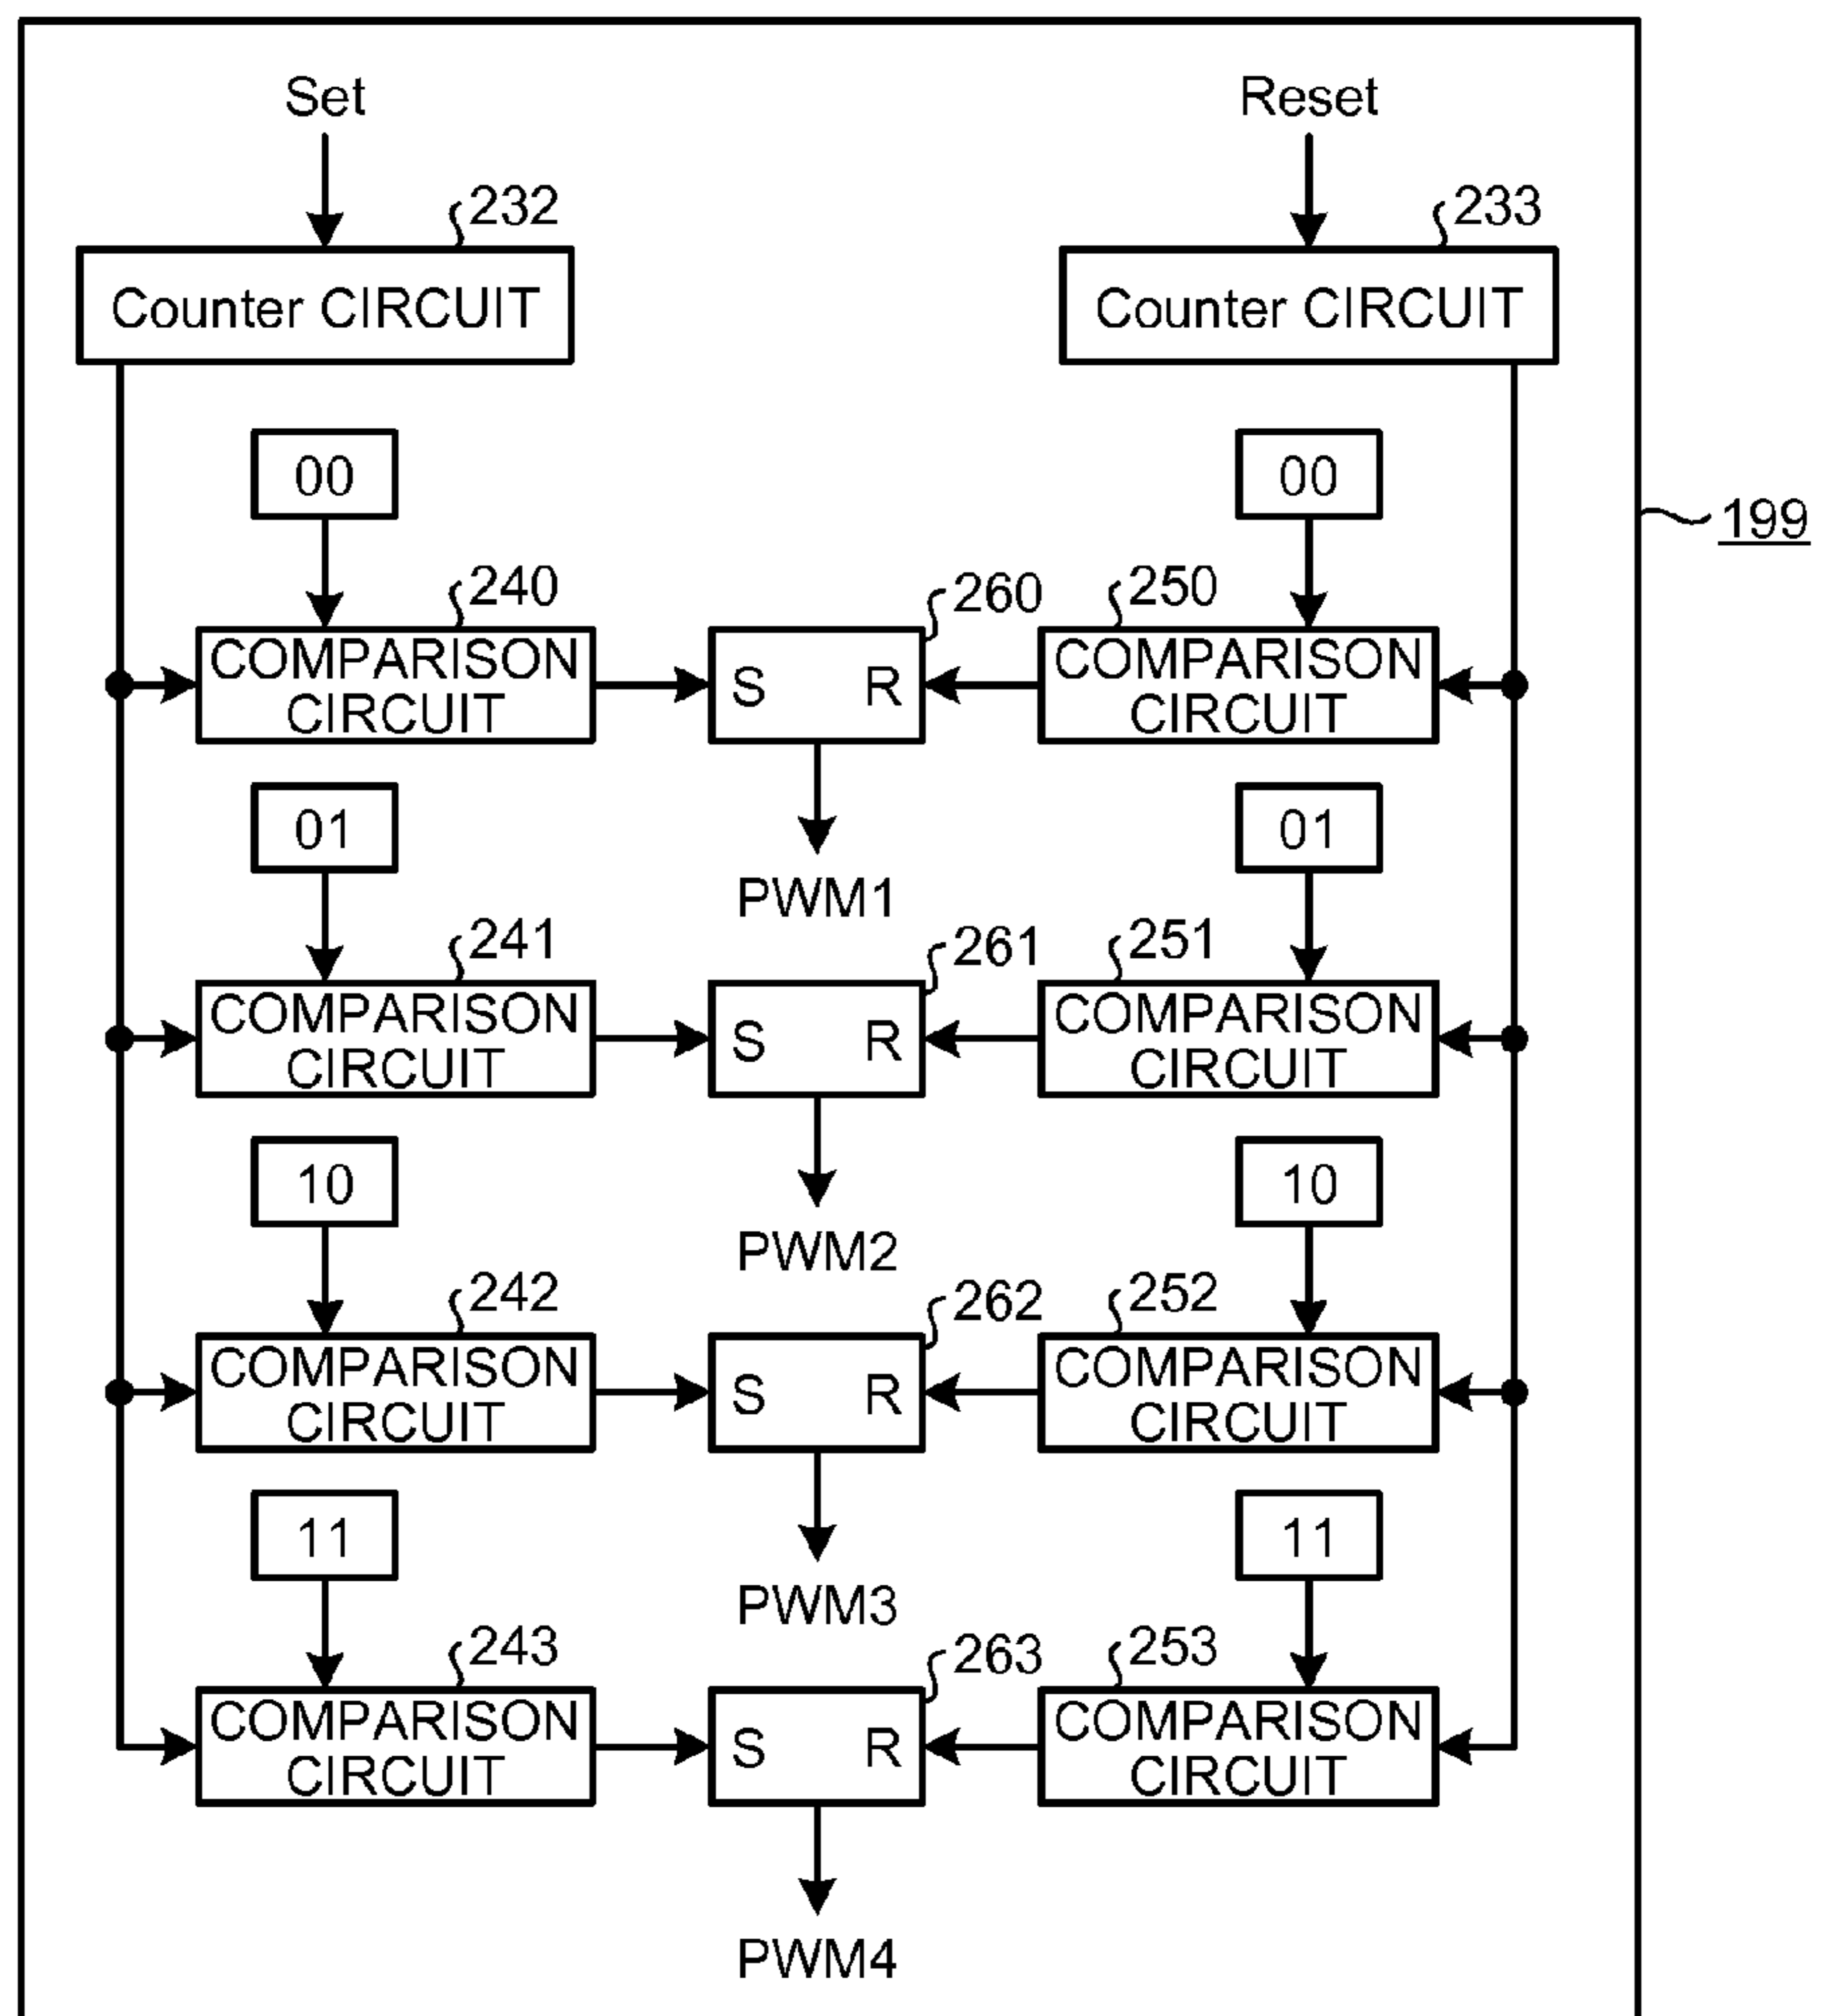 Set Reset
232 233
Counter CIRCUIT Counter CIRCUIT
00 00
199
240 260 250
COMPARISON CIRCUIT S R COMPARISON CIRCUIT
01 01
PWM1
241 261 251
COMPARISON CIRCUIT S R COMPARISON CIRCUIT
10 10
PWM2
242 262 252
COMPARISON CIRCUIT S R COMPARISON CIRCUIT
11 11
PWM3
243 263 253
COMPARISON CIRCUIT S R COMPARISON CIRCUIT
PWM4